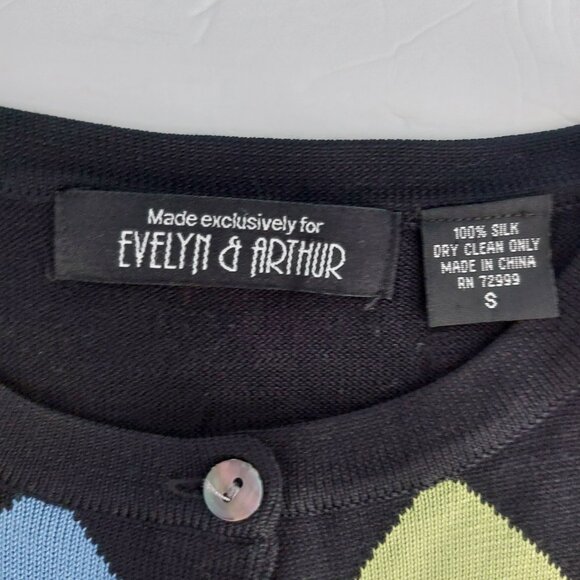 Made exclusively for
EVELYN & ARTHUR
100% SILK
DRY CLEAN ONLY
MADE IN CHINA
RN 72999
S